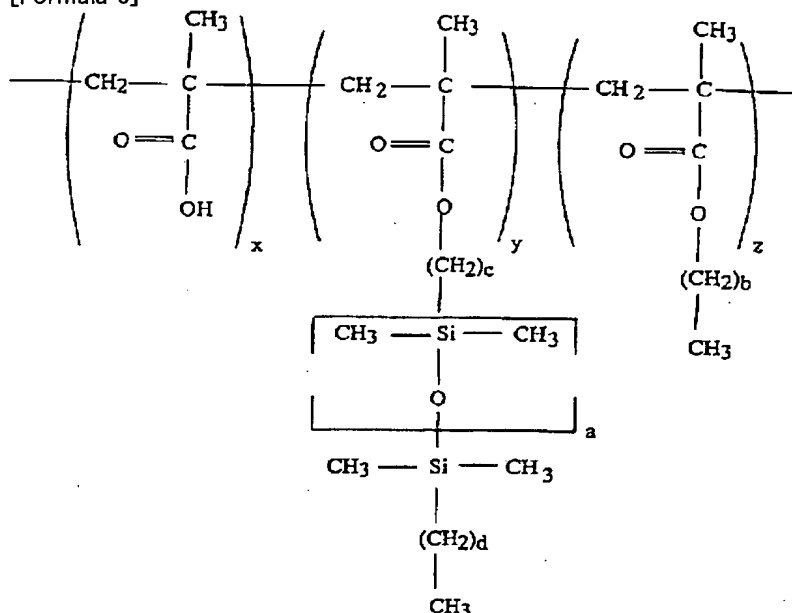 [Formula 6]
CH3 CH3 CH3
CH2 C CH2 C CH2 C
O C O C O C
OH O O
x y z
(CH2)c (CH2)b
CH3 Si CH3 CH3
O
a
CH3 Si CH3
(CH2)d
CH3